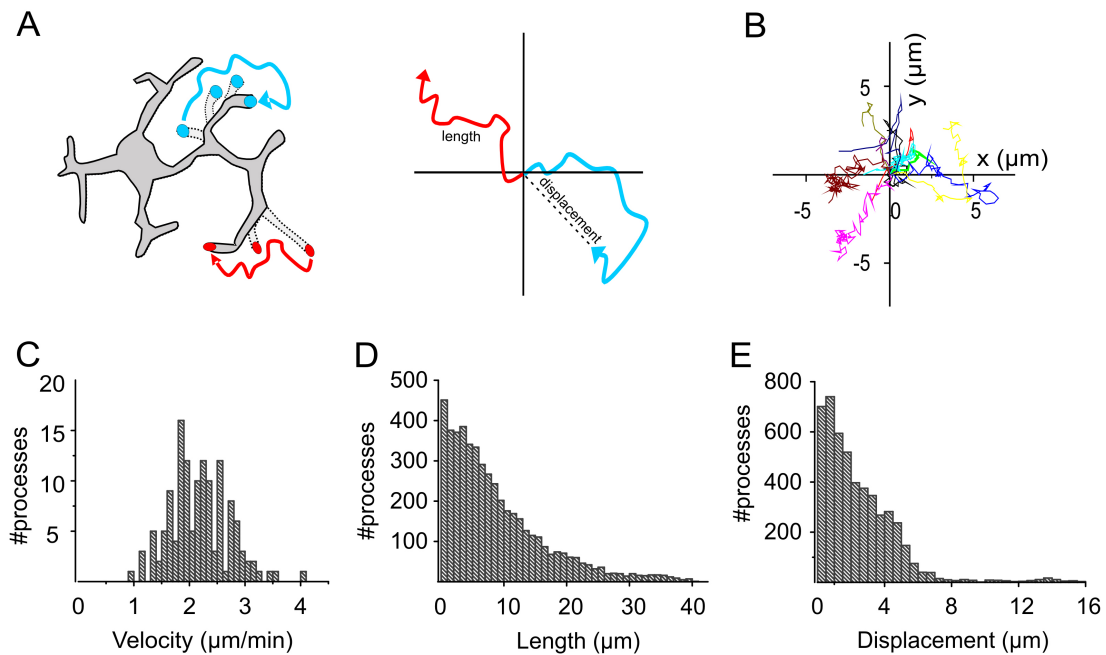 A
length
displacement
B
y (μm)
5
x (μm)
-5
0
5
-5
C
20
15
10
5
#processes
0
1
2
3
4
Velocity (μm/min)
D
500
400
300
200
100
#processes
0
10
20
30
40
Length (μm)
E
800
600
400
200
#processes
0
4
8
12
16
Displacement (μm)